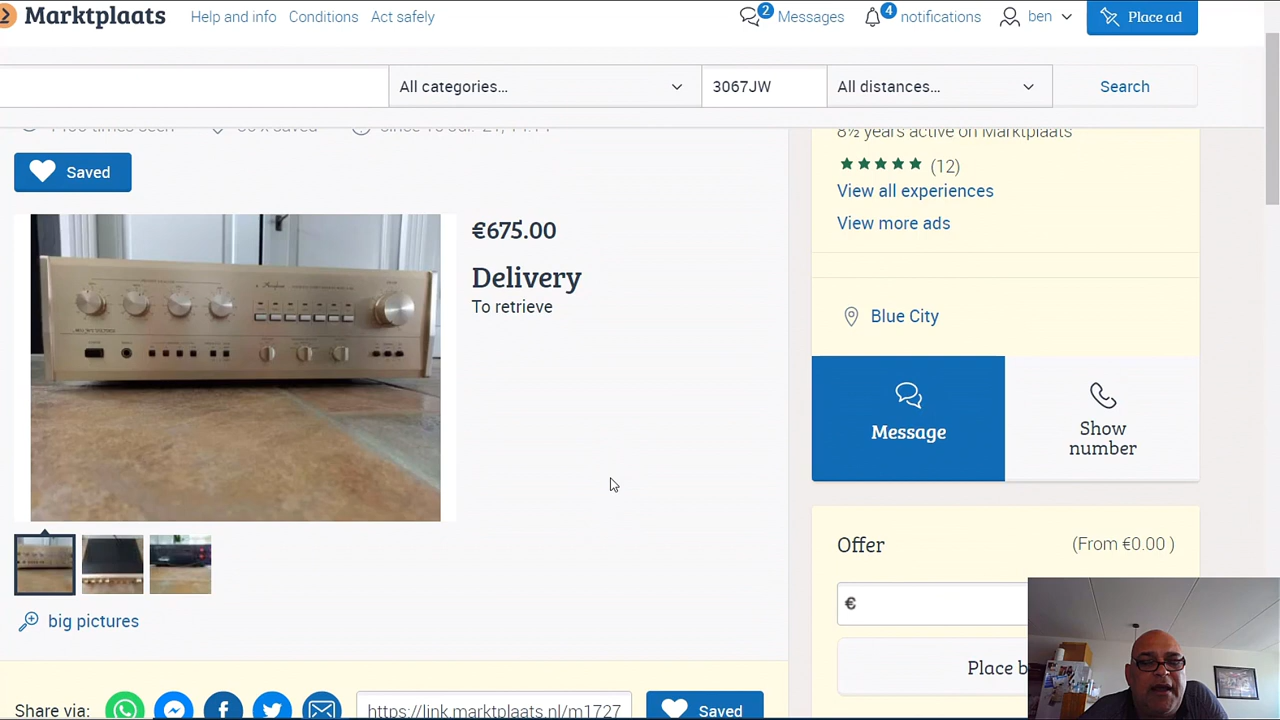 Marktplaats Help and info Conditions Act safely 2 Messages 4 notifications ben Place ad
All categories... 3067JW All distances... Search
8½ years active on Marktplaats
Saved
(12)
View all experiences
View more ads
€675.00
Delivery
To retrieve
Blue City
Message
Show number
Offer (From €0.00 )
€
big pictures
Place b
Share via: https://link.marktplaats.nl/m1727 Saved